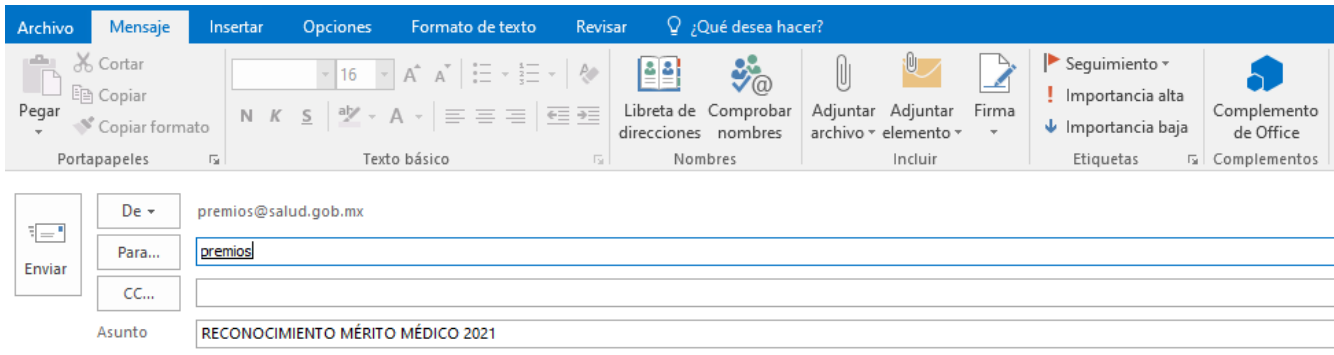 Archivo Mensaje Insertar Opciones Formato de texto Revisar ¿Qué desea hacer?
Pegar
Cortar
Copiar
Copiar formato
Portapapeles
16 A A
N K S aby A
Texto básico
Libreta de direcciones
Comprobar nombres
Nombres
Adjuntar archivo
Adjuntar elemento
Firma
Incluir
Seguimiento
Importancia alta
Importancia baja
Etiquetas
Complemento de Office
Complementos
Enviar
De premios@salud.gob.mx
Para... premios
CC...
Asunto RECONOCIMIENTO MÉRITO MÉDICO 2021